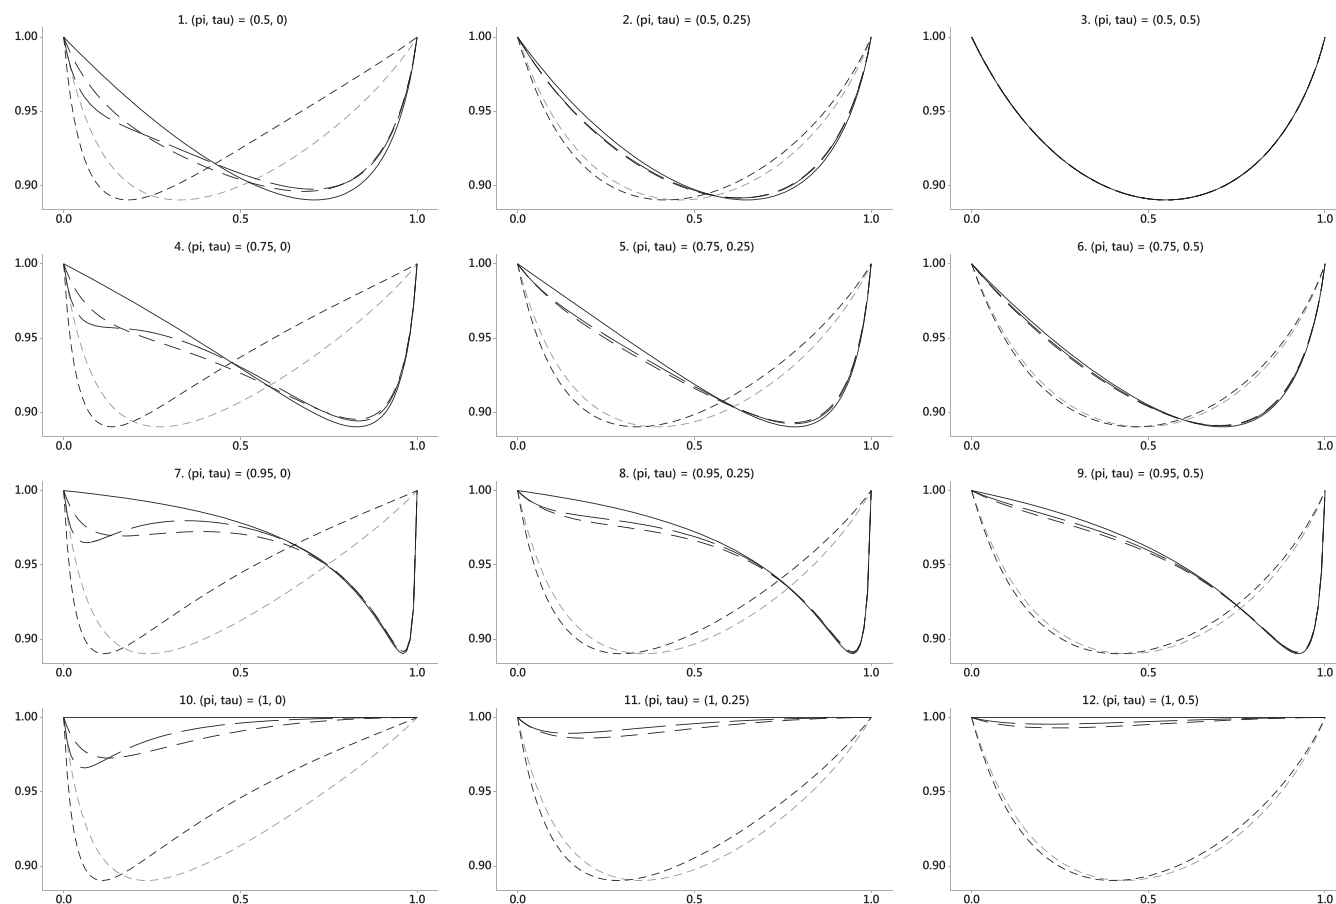 1. (pi, tau) = (0.5, 0)
2. (pi, tau) = (0.5, 0.25)
3. (pi, tau) = (0.5, 0.5)
1.00
0.95
0.90
0.0 0.5 1.0
1.00
0.95
0.90
0.0 0.5 1.0
1.00
0.95
0.90
0.0 0.5 1.0
4. (pi, tau) = (0.75, 0)
5. (pi, tau) = (0.75, 0.25)
6. (pi, tau) = (0.75, 0.5)
1.00
0.95
0.90
0.0 0.5 1.0
1.00
0.95
0.90
0.0 0.5 1.0
1.00
0.95
0.90
0.0 0.5 1.0
7. (pi, tau) = (0.95, 0)
8. (pi, tau) = (0.95, 0.25)
9. (pi, tau) = (0.95, 0.5)
1.00
0.95
0.90
0.0 0.5 1.0
1.00
0.95
0.90
0.0 0.5 1.0
1.00
0.95
0.90
0.0 0.5 1.0
10. (pi, tau) = (1, 0)
11. (pi, tau) = (1, 0.25)
12. (pi, tau) = (1, 0.5)
1.00
0.95
0.90
0.0 0.5 1.0
1.00
0.95
0.90
0.0 0.5 1.0
1.00
0.95
0.90
0.0 0.5 1.0